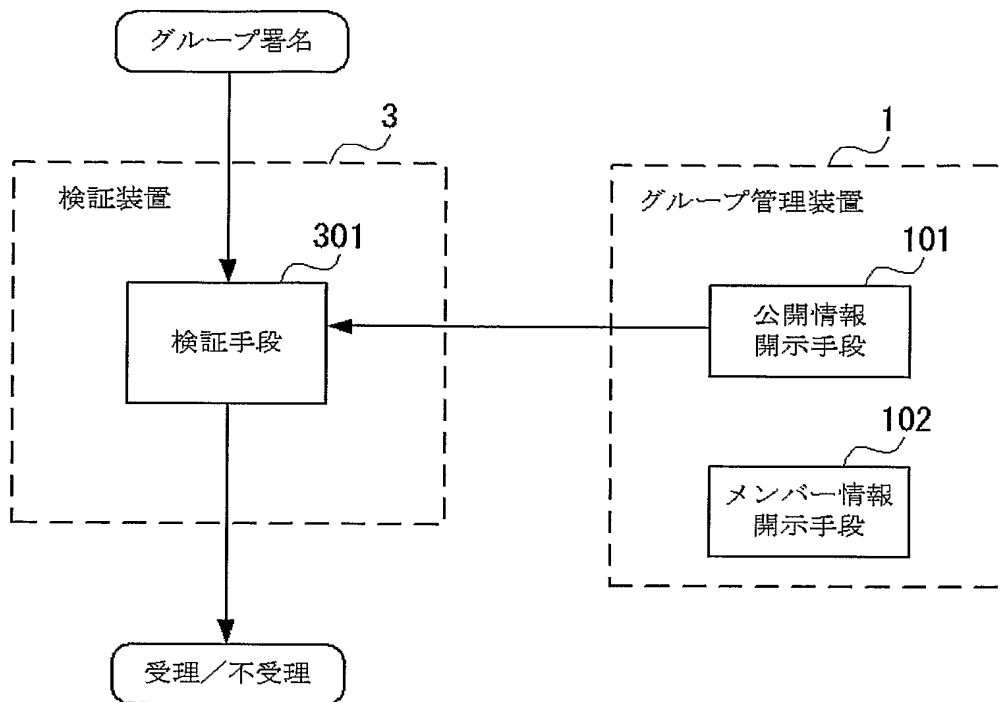 グループ署名
3
検証装置
301
検証手段
受理／不受理
1
グループ管理装置
101
公開情報
開示手段
102
メンバー情報
開示手段